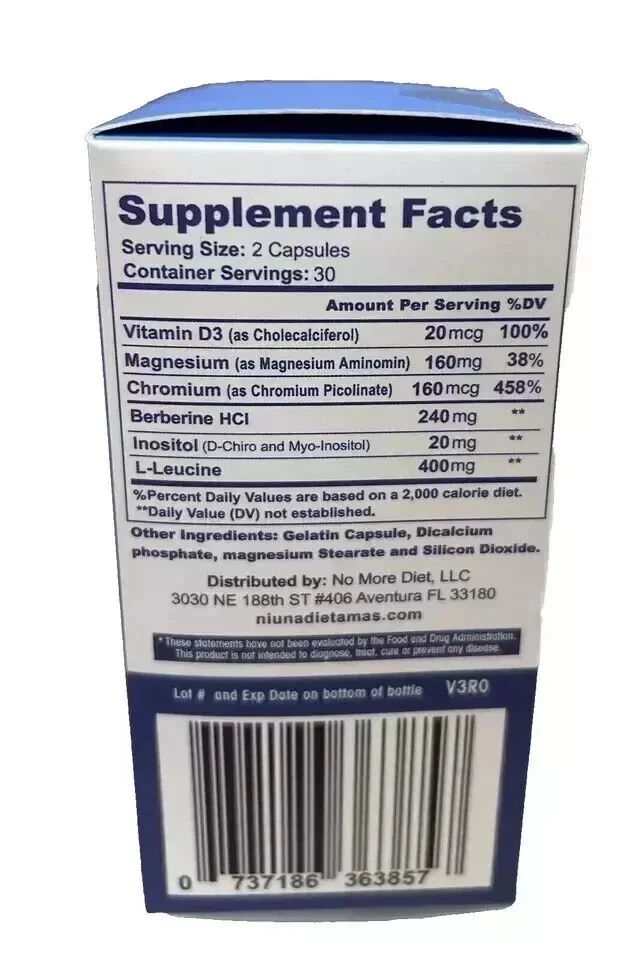 Supplement Facts
Serving Size: 2 Capsules
Container Servings: 30
Amount Per Serving %DV
Vitamin D3 (as Cholecalciferol) 20mcg 100%
Magnesium (as Magnesium Aminomin) 160mg 38%
Chromium (as Chromium Picolinate) 160mcg 458%
Berberine HCl 240mg **
Inositol (D-Chiro and Myo-Inositol) 20mg **
L-Leucine 400mg **
%Percent Daily Values are based on a 2,000 calorie diet.
**Daily Value (DV) not established.
Other Ingredients: Gelatin Capsule, Dicalcium
phosphate, magnesium Stearate and Silicon Dioxide.
Distributed by: No More Diet, LLC
3030 NE 188th ST #406 Aventura FL 33180
niunadietamas.com
*These statements have not been evaluated by the Food and Drug Administration.
This product is not intended to diagnose, treat, cure or prevent any disease.
Lot # and Exp Date on bottom of bottle V3R0
0 737186 363857